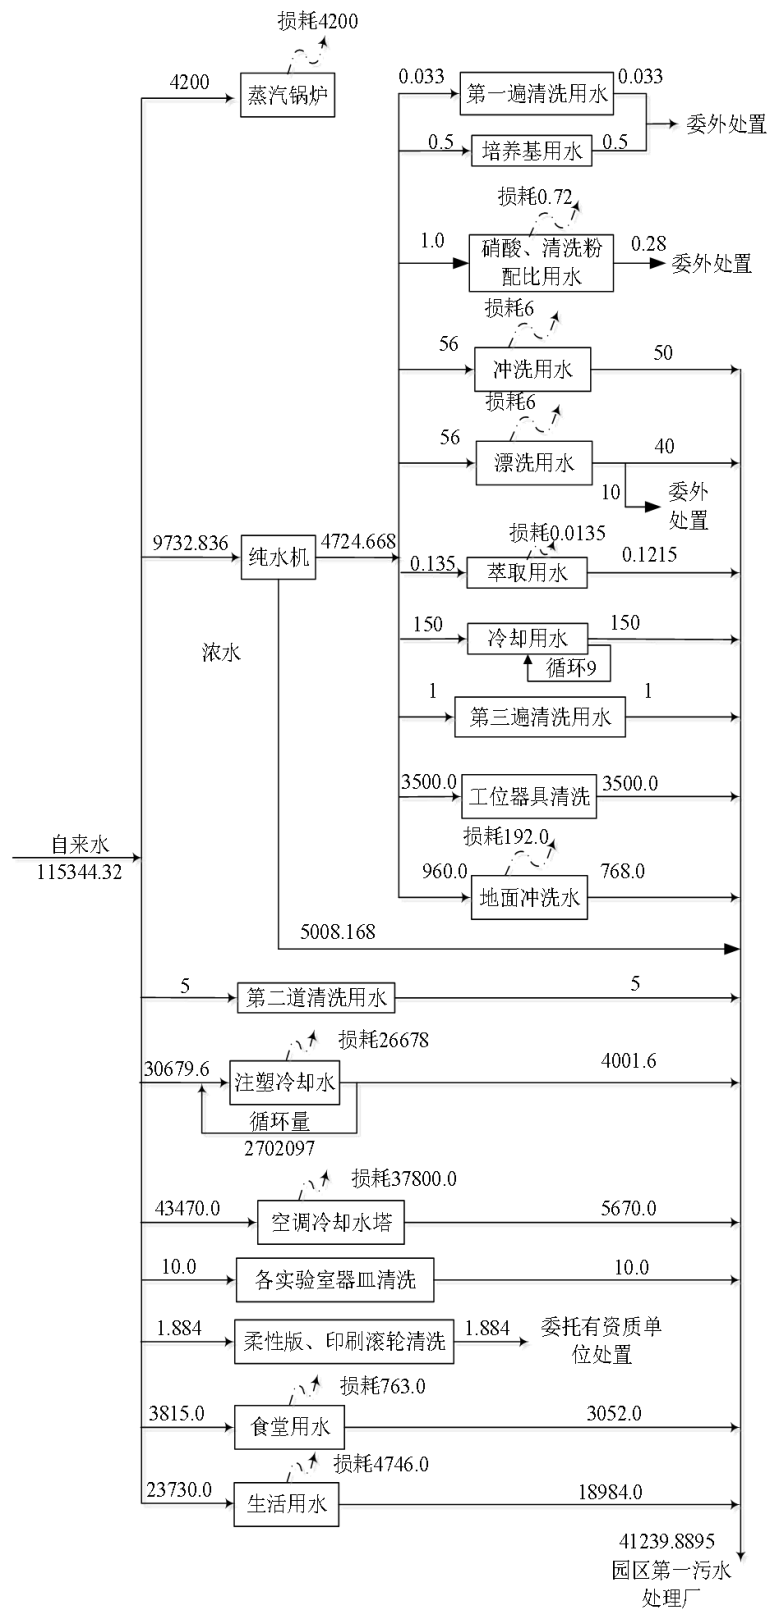 损耗4200
4200
蒸汽锅炉
0.033
第一遍清洗用水
0.033
委外处置
0.5
培养基用水
0.5
损耗0.72
1.0
硝酸、清洗粉
配比用水
0.28
委外处置
损耗6
56
冲洗用水
50
损耗6
56
漂洗用水
40
10
委外
处置
9732.836
纯水机
4724.668
损耗0.0135
0.135
萃取用水
0.1215
浓水
150
冷却用水
150
循环9
1
第三遍清洗用水
1
3500.0
工位器具清洗
3500.0
自来水
115344.32
损耗192.0
960.0
地面冲洗水
768.0
5008.168
5
第二道清洗用水
5
损耗26678
30679.6
注塑冷却水
4001.6
循环量
2702097
损耗37800.0
43470.0
空调冷却水塔
5670.0
10.0
各实验室器皿清洗
10.0
1.884
柔性版、印刷滚轮清洗
1.884
委托有资质单
位处置
损耗763.0
3815.0
食堂用水
3052.0
损耗4746.0
23730.0
生活用水
18984.0
41239.8895
园区第一污水
处理厂